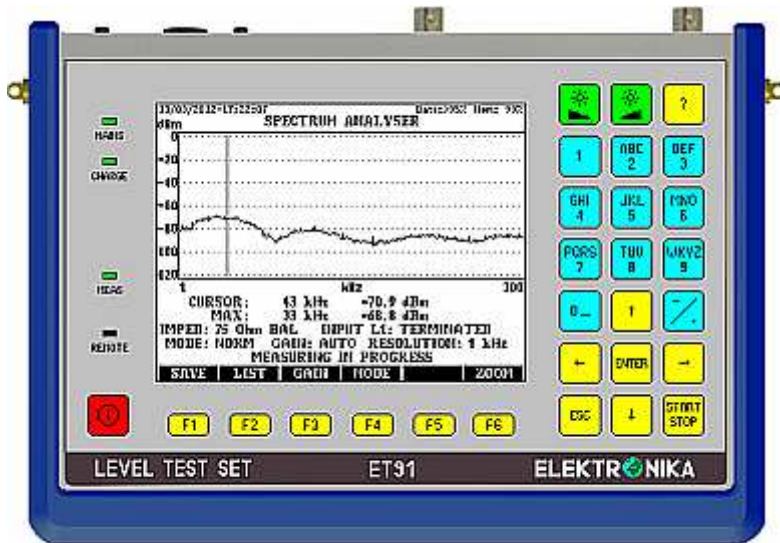 SPECTRUM ANALYSER
dBm
0
-20
-40
-60
-80
1 kHz 300
CURSOR: 43 kHz -70,9 dBm
MAX: 33 kHz -68,8 dBm
IMPED: 75 Ohm BAL INPUT L1: TERMINATED
MODE: NORM GAIN: AUTO RESOLUTION: 1 kHz
MEASURING IN PROGRESS
SAVE LIST GAIN MODE ZOOM
MAINS
CHARGE
MEAS
REMOTE
F1 F2 F3 F4 F5 F6
?
1
ABC 2
DEF 3
GHI 4
JKL 5
MNO 6
PQRS 7
TUV 8
WXYZ 9
↑
← ENTER →
ESC ↓ START STOP
LEVEL TEST SET ET91 ELEKTRONIKA